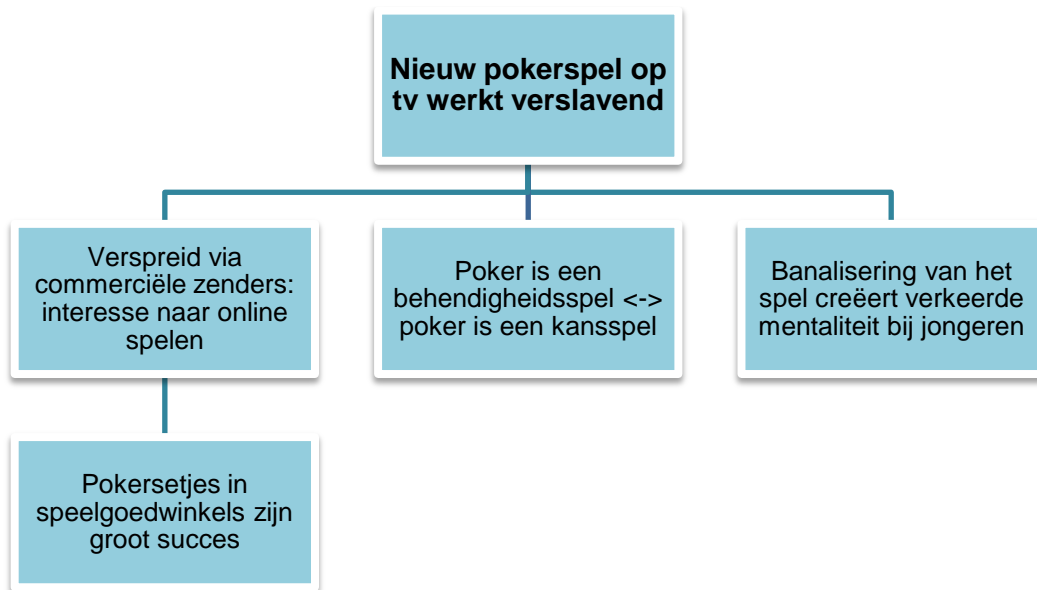 Nieuw pokerspel op
tv werkt verslavend
Verspreid via
commerciële zenders:
interesse naar online
spelen
Poker is een
behendigheidsspel <->
poker is een kansspel
Banalisering van het
spel creëert verkeerde
mentaliteit bij jongeren
Pokersetjes in
speelgoedwinkels zijn
groot succes